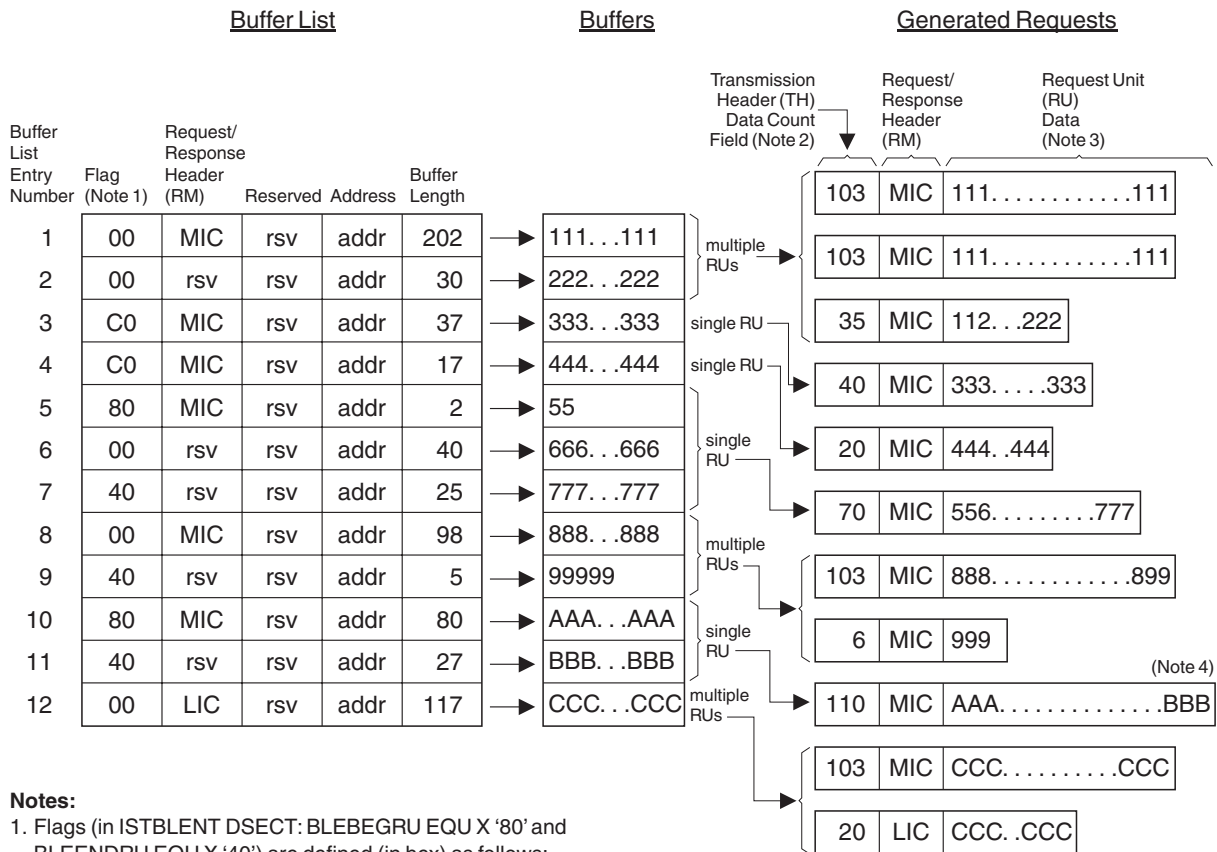 Buffer List
Buffers
Generated Requests
Transmission
Header (TH)
Data Count
Field (Note 2)
Request/
Response
Header
(RM)
Request Unit
(RU)
Data
(Note 3)
Buffer
List
Entry
Number
Flag
(Note 1)
Request/
Response
Header
(RM)
Reserved
Address
Buffer
Length
1 00 MIC rsv addr 202 111. . .111
2 00 rsv rsv addr 30 222. . .222
3 C0 MIC rsv addr 37 333. . .333
4 C0 MIC rsv addr 17 444. . .444
5 80 MIC rsv addr 2 55
6 00 rsv rsv addr 40 666. . .666
7 40 rsv rsv addr 25 777. . .777
8 00 MIC rsv addr 98 888. . .888
9 40 rsv rsv addr 5 99999
10 80 MIC rsv addr 80 AAA. . .AAA
11 40 rsv rsv addr 27 BBB. . .BBB
12 00 LIC rsv addr 117 CCC. . .CCC
multiple
RUs
single RU
single RU
single
RU
multiple
RUs
single
RU
multiple
RUs
103 MIC 111. . . . . . . . . . . .111
103 MIC 111. . . . . . . . . . . .111
35 MIC 112. . .222
40 MIC 333. . . . .333
20 MIC 444. .444
70 MIC 556. . . . . . . . .777
103 MIC 888. . . . . . . . . . . .899
6 MIC 999
(Note 4)
110 MIC AAA. . . . . . . . . . . . . .BBB
103 MIC CCC. . . . . . . . . .CCC
20 LIC CCC. .CCC
Notes:
1. Flags (in ISTBLENT DSECT: BLEBEGRU EQU X ‘80’ and
BLEENDRU EQU X ‘40’) are defined (in box) as follows: